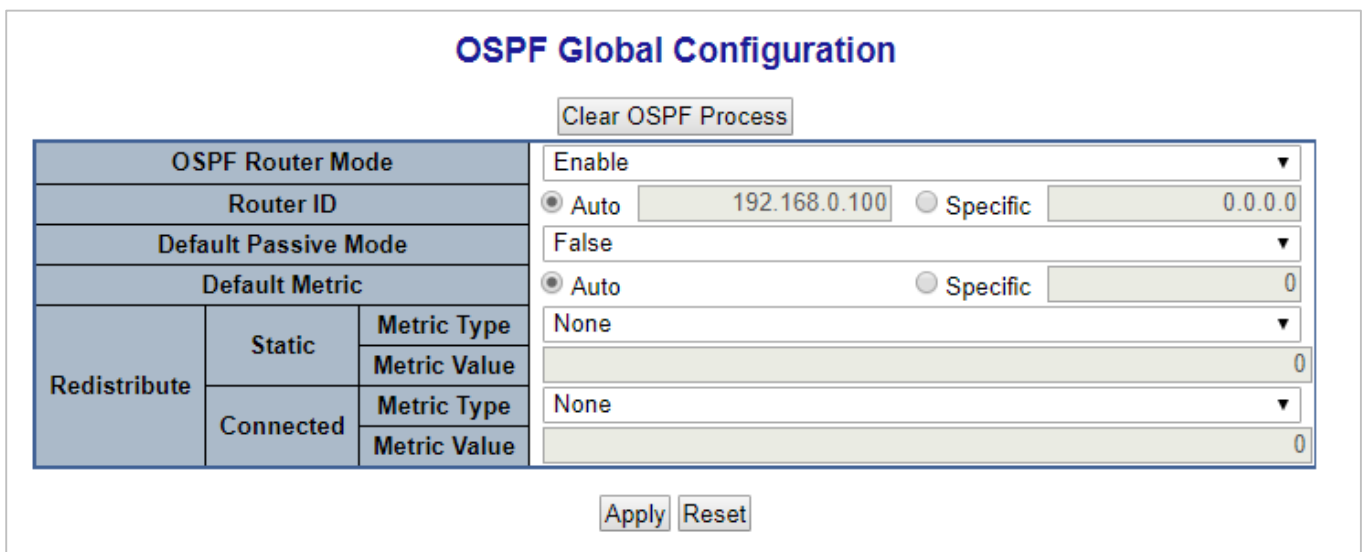 OSPF Global Configuration
Clear OSPF Process
OSPF Router Mode Enable
Router ID Auto 192.168.0.100 Specific 0.0.0.0
Default Passive Mode False
Default Metric Auto Specific 0
Redistribute Static Metric Type None
Metric Value 0
Connected Metric Type None
Metric Value 0
Apply Reset